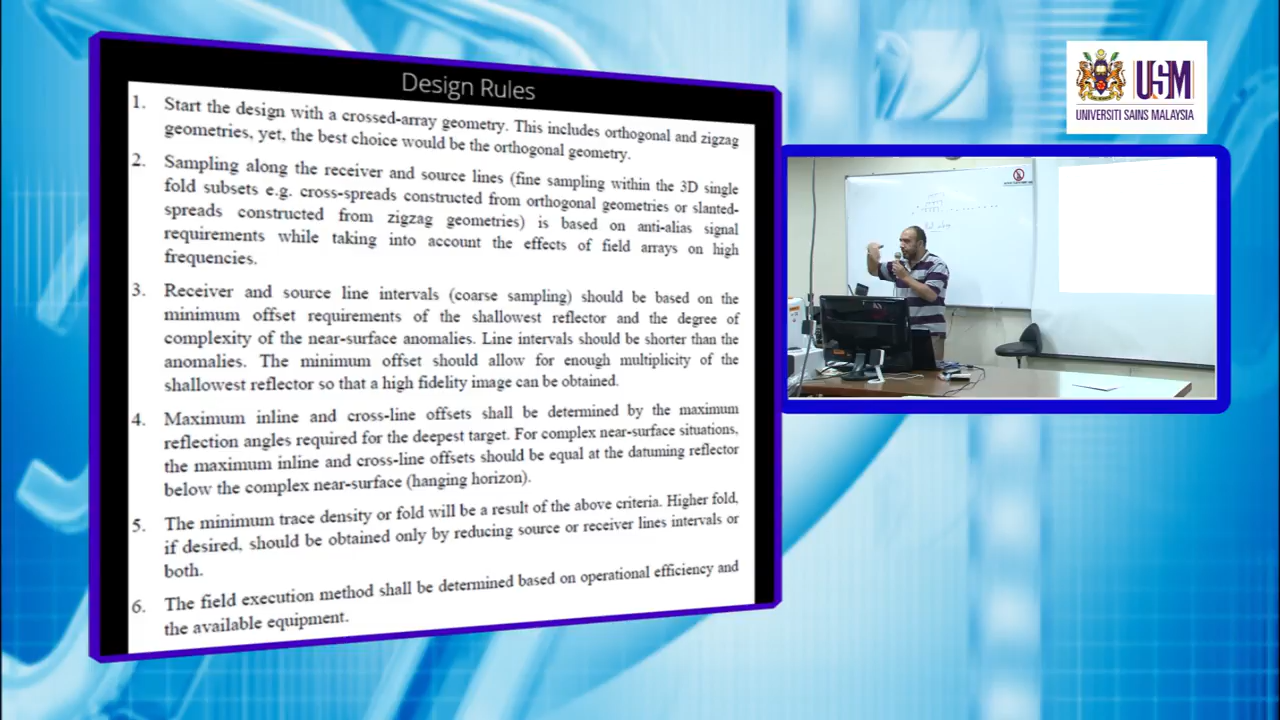 Design Rules
1. Start the design with a crossed-array geometry. This includes orthogonal and zigzag
geometries, yet, the best choice would be the orthogonal geometry.
2. Sampling along the receiver and source lines (fine sampling within the 3D single
fold subsets e.g. cross-spreads constructed from orthogonal geometries or slanted-
spreads constructed from zigzag geometries) is based on anti-alias signal
requirements while taking into account the effects of field arrays on high
frequencies.
3. Receiver and source line intervals (coarse sampling) should be based on the
minimum offset requirements of the shallowest reflector and the degree of
complexity of the near-surface anomalies. Line intervals should be shorter than the
anomalies. The minimum offset should allow for enough multiplicity of the
shallowest reflector so that a high fidelity image can be obtained.
4. Maximum inline and cross-line offsets shall be determined by the maximum
reflection angles required for the deepest target. For complex near-surface situations,
the maximum inline and cross-line offsets should be equal at the datuming reflector
below the complex near-surface (hanging horizon).
5. The minimum trace density or fold will be a result of the above criteria. Higher fold,
if desired, should be obtained only by reducing source or receiver lines intervals or
both.
6. The field execution method shall be determined based on operational efficiency and
the available equipment.
USM
UNIVERSITI SAINS MALAYSIA